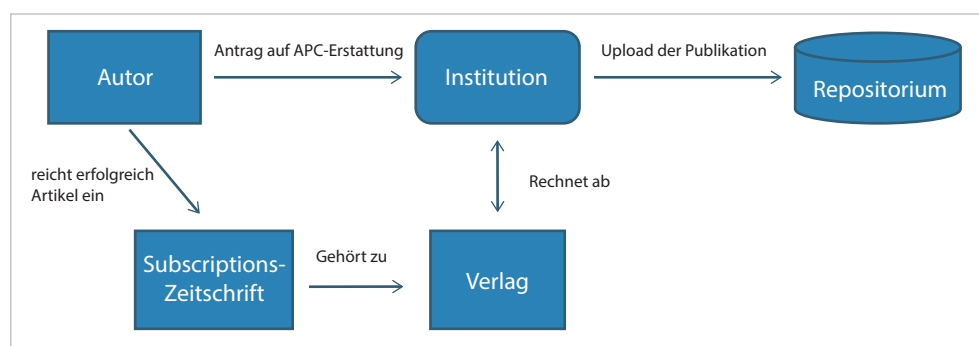 Autor
Antrag auf APC-Erstattung
Institution
Upload der Publikation
Repositorium
reicht erfolgreich
Artikel ein
Rechnet ab
Subscriptions-
Zeitschrift
Gehört zu
Verlag